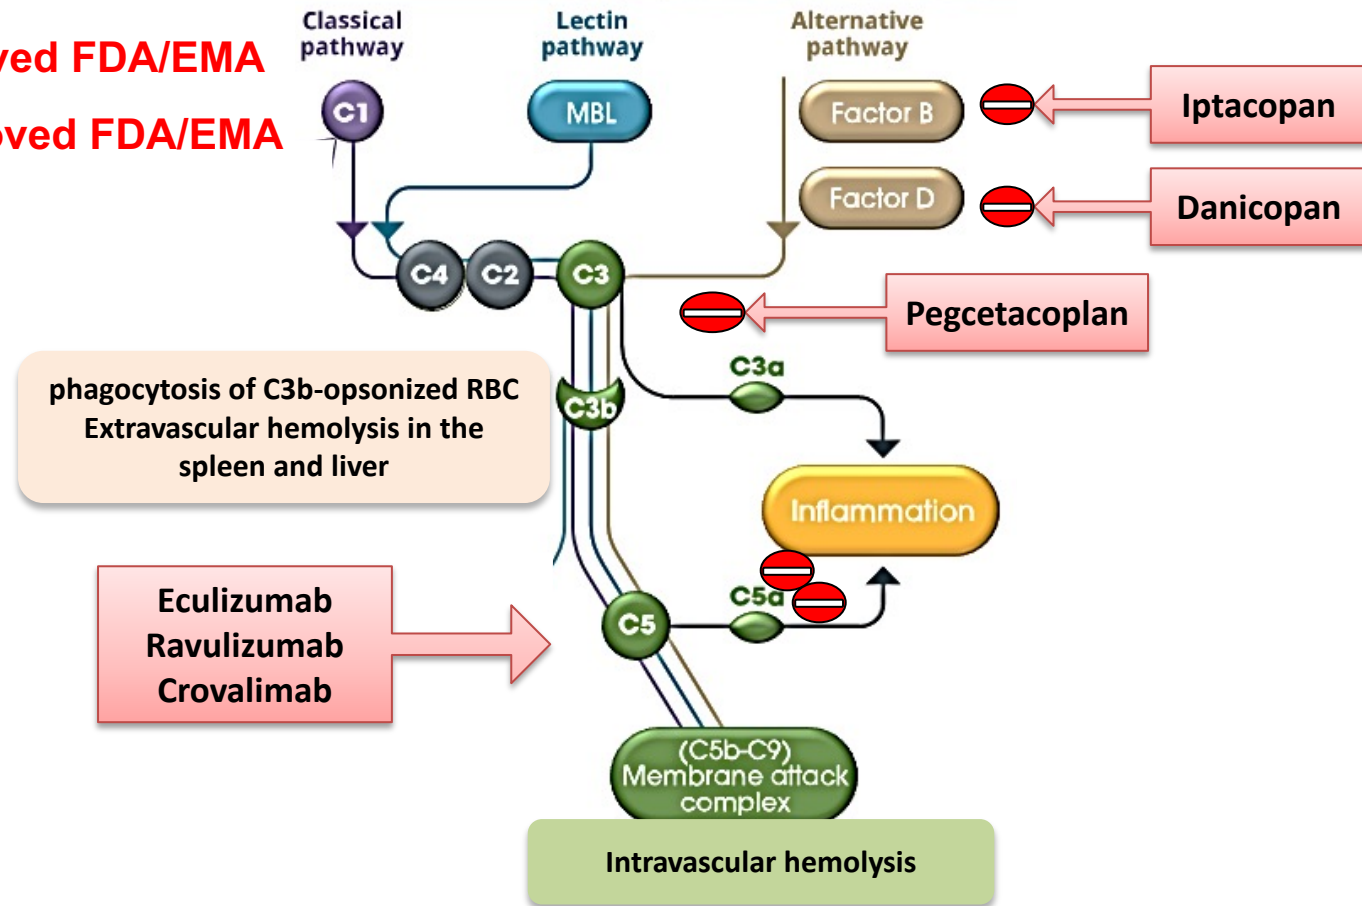 Classical
pathway
Lectin
pathway
Alternative
pathway
FDA/EMA
FDA/EMA
C1
MBL
Factor B
Iptacopan
Factor D
Danicopan
C4
C2
C3
Pegcetacoplan
C3a
phagocytosis of C3b-opsonized RBC
Extravascular hemolysis in the
spleen and liver
C3b
Inflammation
Eculizumab
Ravulizumab
Crovalimab
C5a
C5
(C5b-C9)
Membrane attack
complex
Intravascular hemolysis